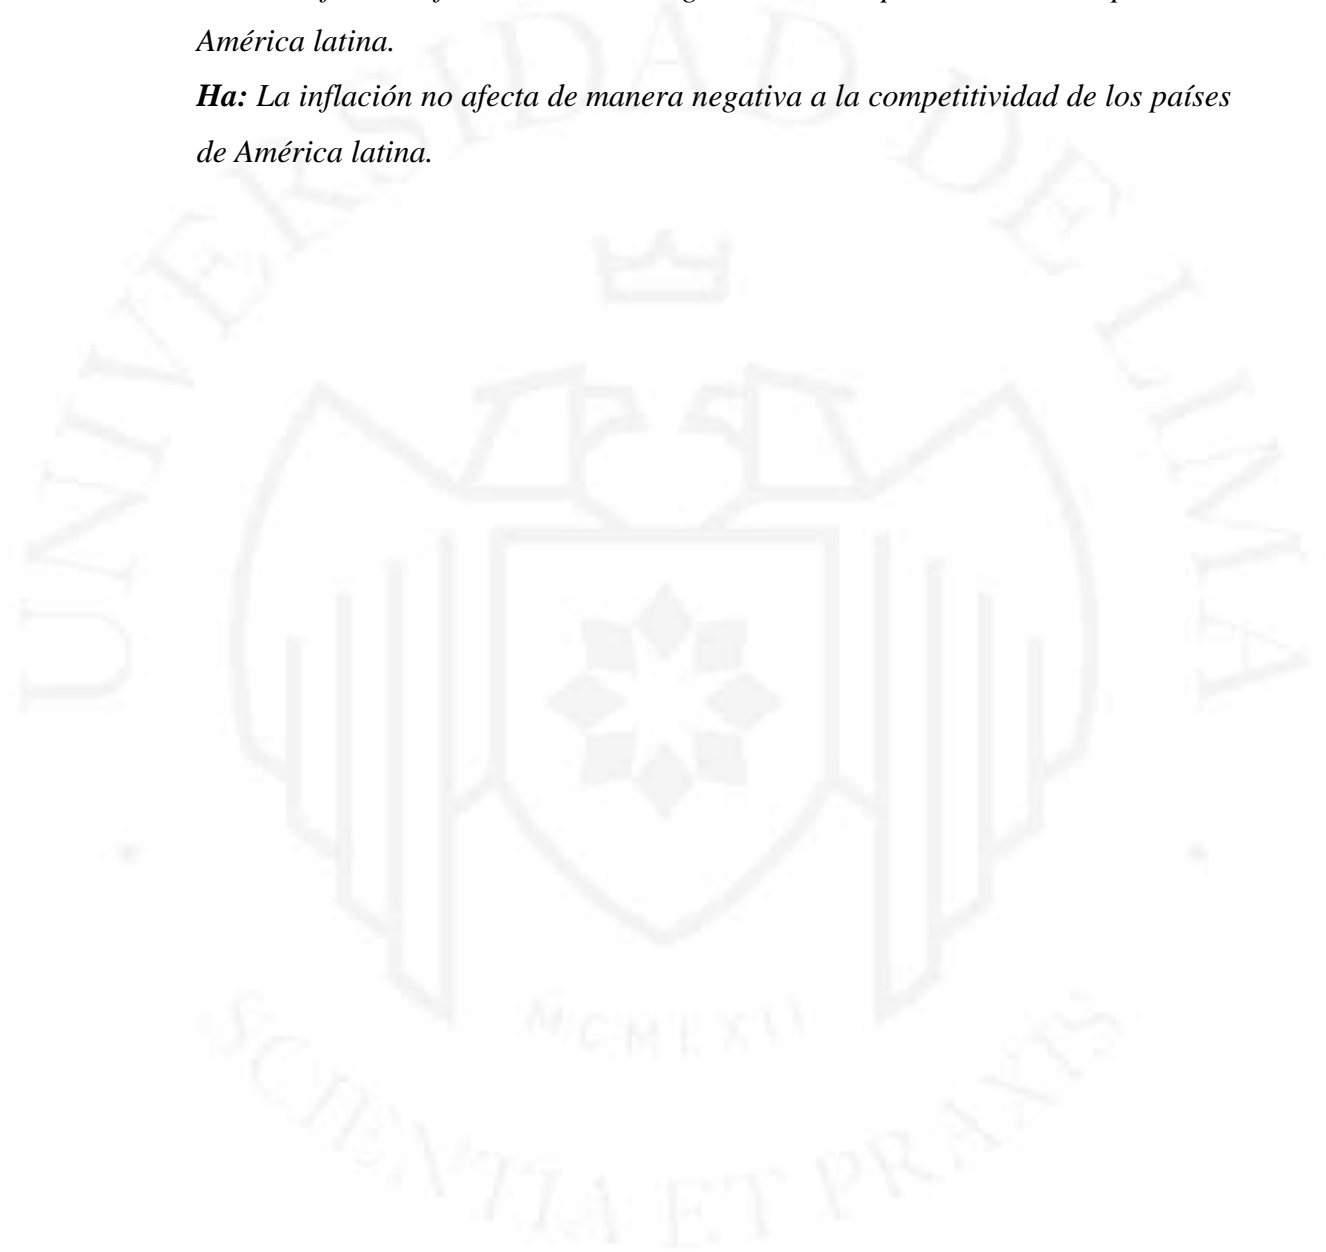 América latina.
Ha: La inflación no afecta de manera negativa a la competitividad de los países
de América latina.
UNIVERSIDAD DE LIMA
MCMLXII
SCIENTIA ET PRAXIS